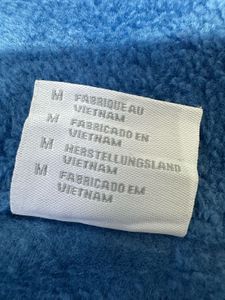 M FABRIQUE AU
VIETNAM
M FABRICADO EN
VIETNAM
M HERSTELLUNGSLAND
VIETNAM
M FABRICADO EM
VIETNAM